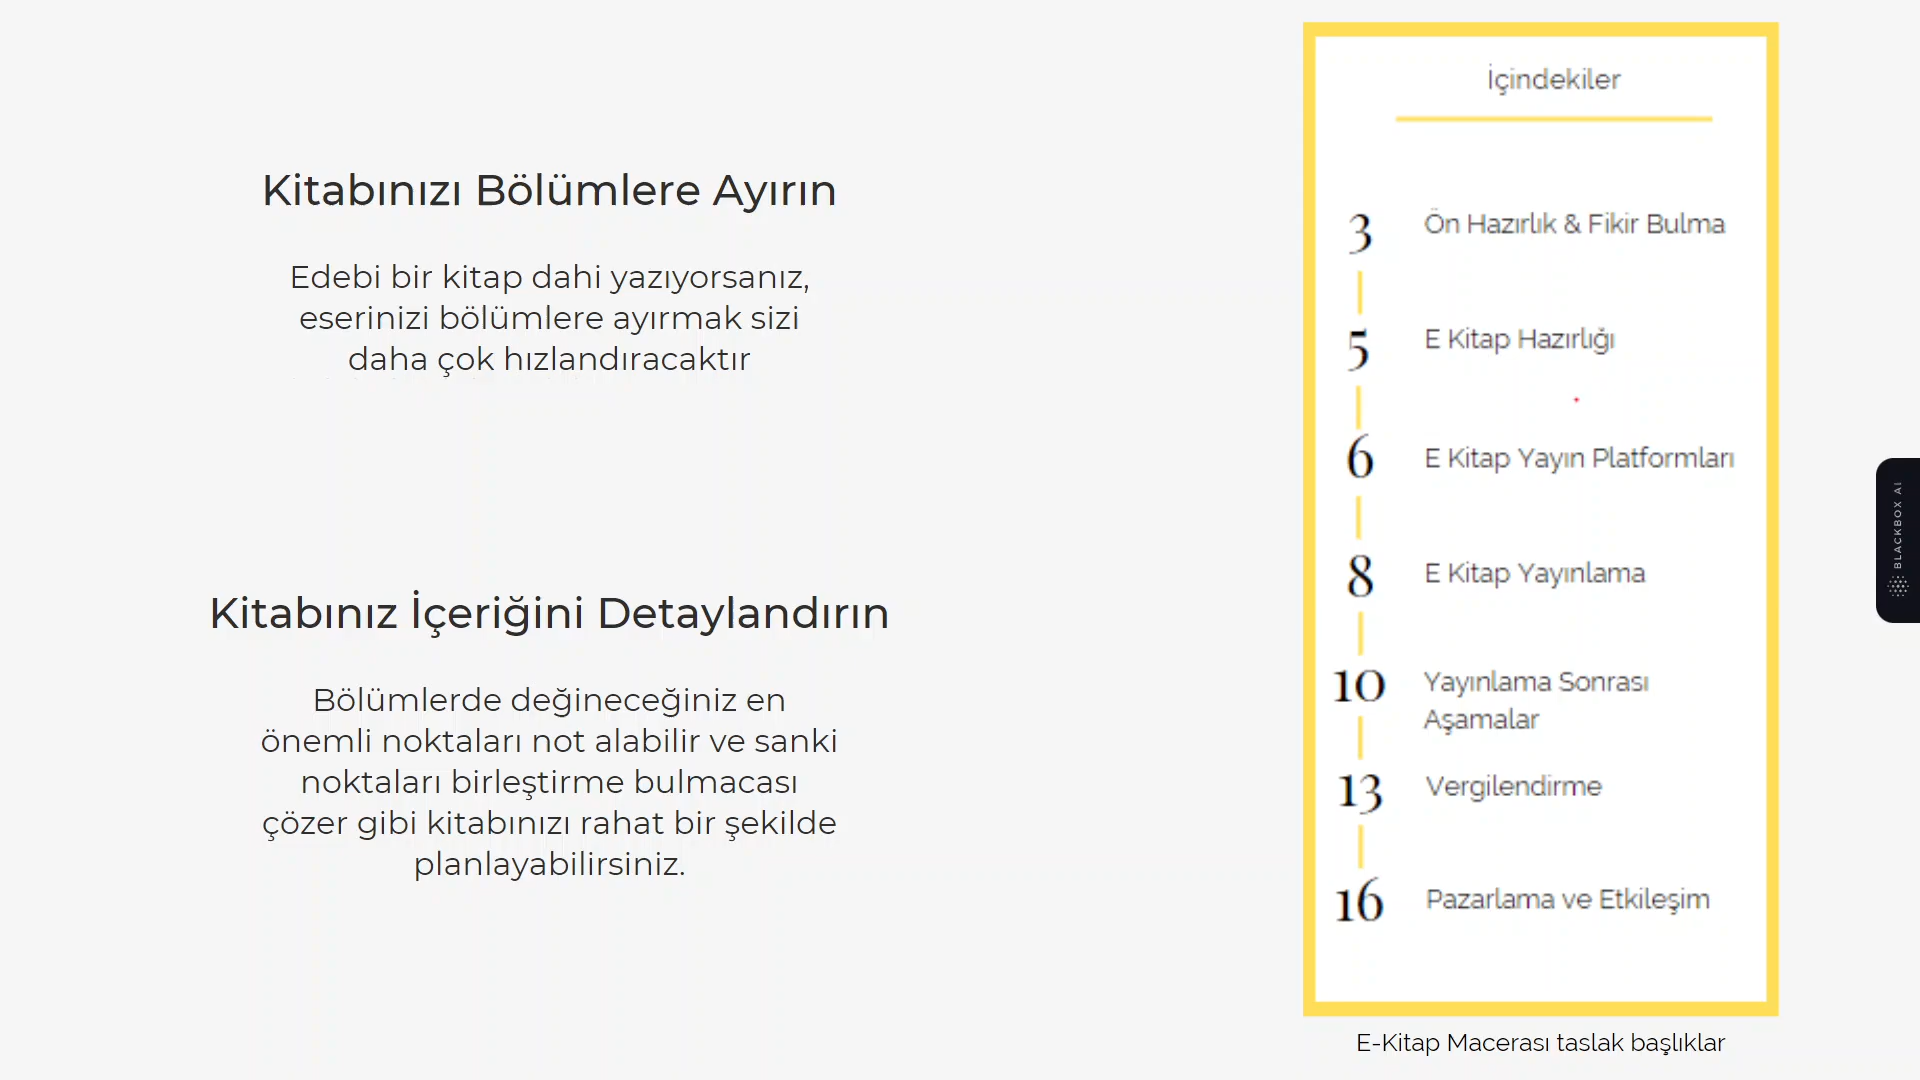 Kitabınızı Bölümlere Ayırın
Edebi bir kitap dahi yazıyorsanız,
eserinizi bölümlere ayırmak sizi
daha çok hızlandıracaktır
Kitabınız İçeriğini Detaylandırın
Bölümlerde değineceğiniz en
önemli noktaları not alabilir ve sanki
noktaları birleştirme bulmacası
çözer gibi kitabınızı rahat bir şekilde
planlayabilirsiniz.
İçindekiler
3 Ön Hazırlık & Fikir Bulma
5 E Kitap Hazırlığı
6 E Kitap Yayın Platformları
8 E Kitap Yayınlama
10 Yayınlama Sonrası
Aşamalar
13 Vergilendirme
16 Pazarlama ve Etkileşim
E-Kitap Macerası taslak başlıklar
BLACKBOX AI